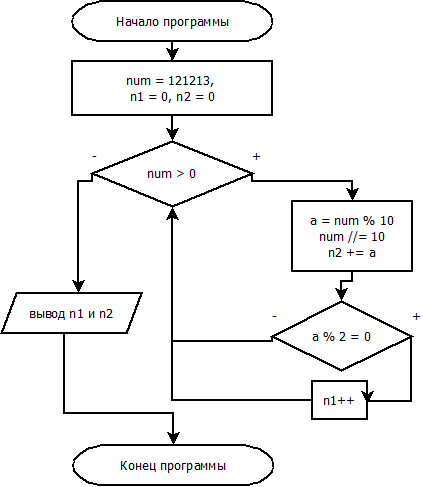 Начало программы
num = 121213,
n1 = 0, n2 = 0
-
+
num > 0
a = num % 10
num //= 10
n2 += a
вывод n1 и n2
-
+
a % 2 = 0
n1++
Конец программы